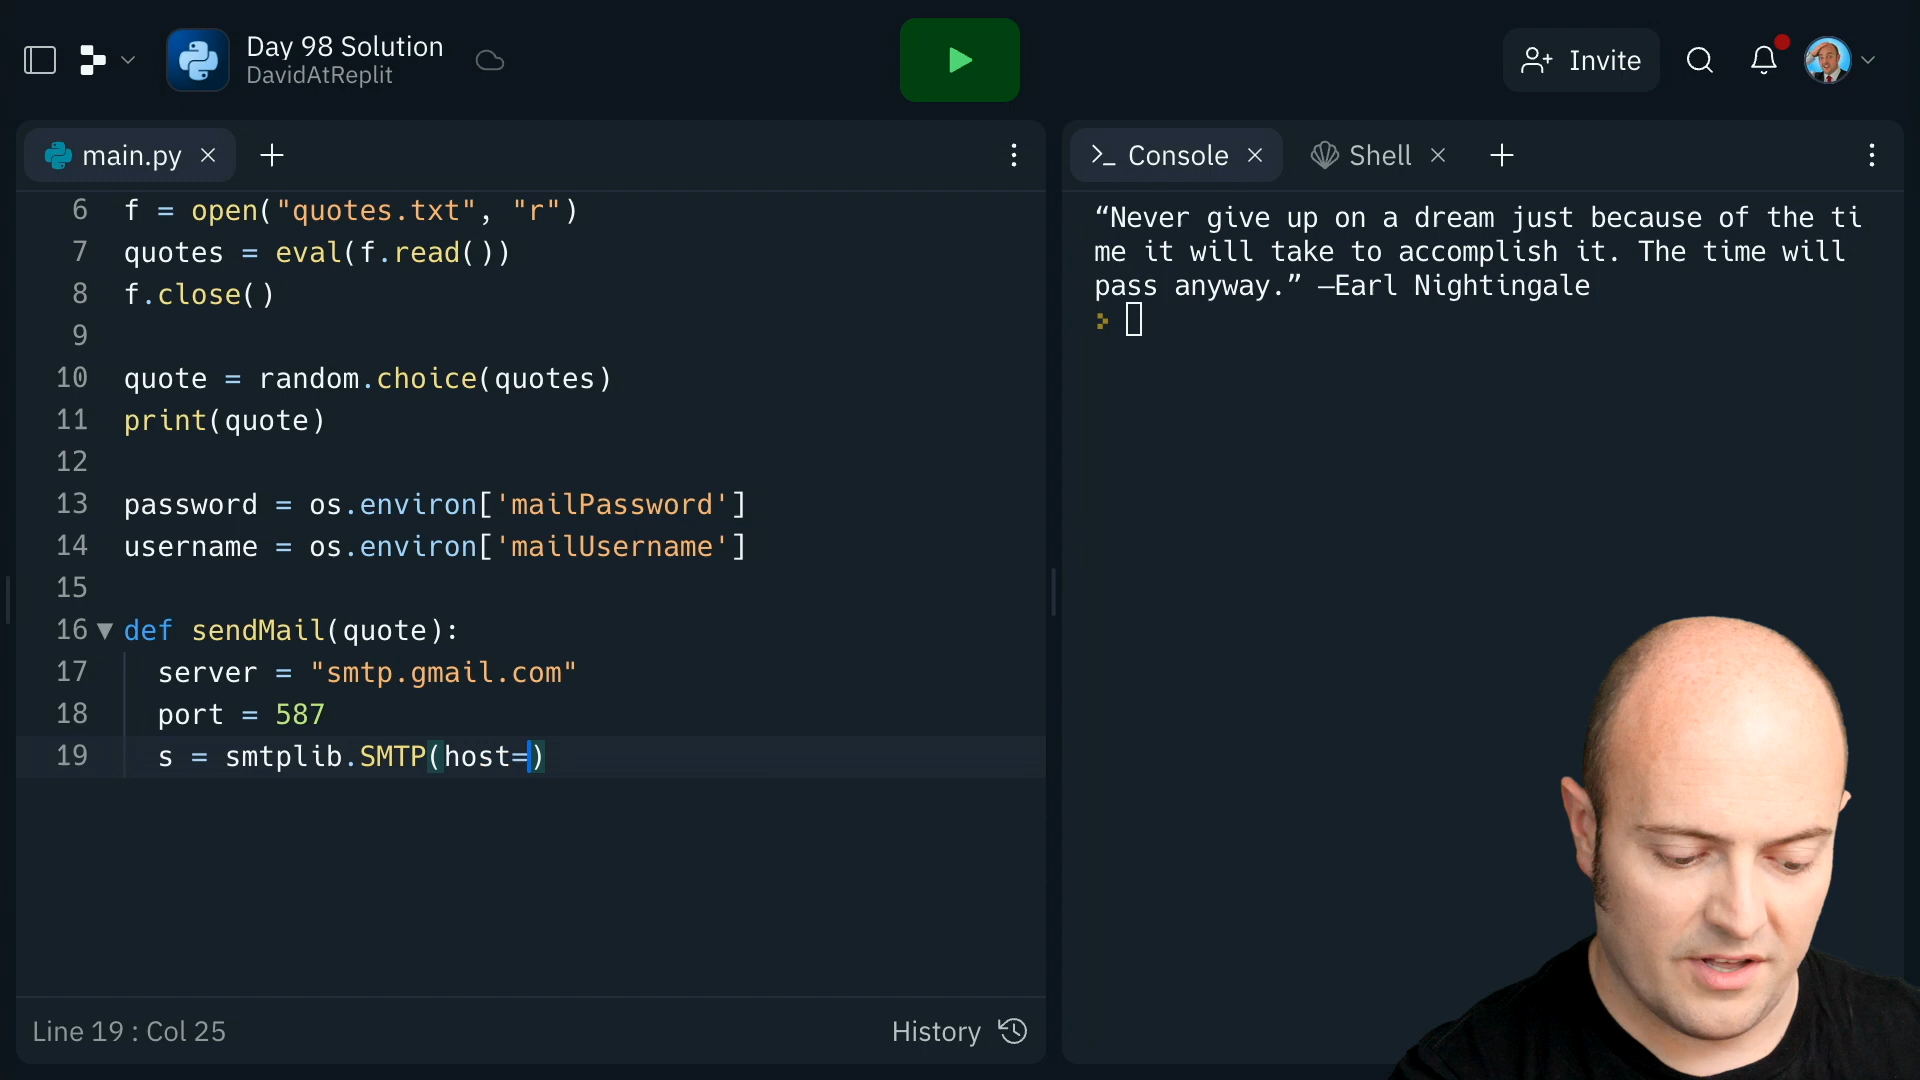 Day 98 Solution
DavidAtReplit
Invite
main.py
Console
Shell
6 f = open("quotes.txt", "r")
7 quotes = eval(f.read())
8 f.close()
9
10 quote = random.choice(quotes)
11 print(quote)
12
13 password = os.environ['mailPassword']
14 username = os.environ['mailUsername']
15
16 def sendMail(quote):
17 server = "smtp.gmail.com"
18 port = 587
19 s = smtplib.SMTP(host=)
“Never give up on a dream just because of the ti
me it will take to accomplish it. The time will
pass anyway.” —Earl Nightingale
Line 19 : Col 25
History